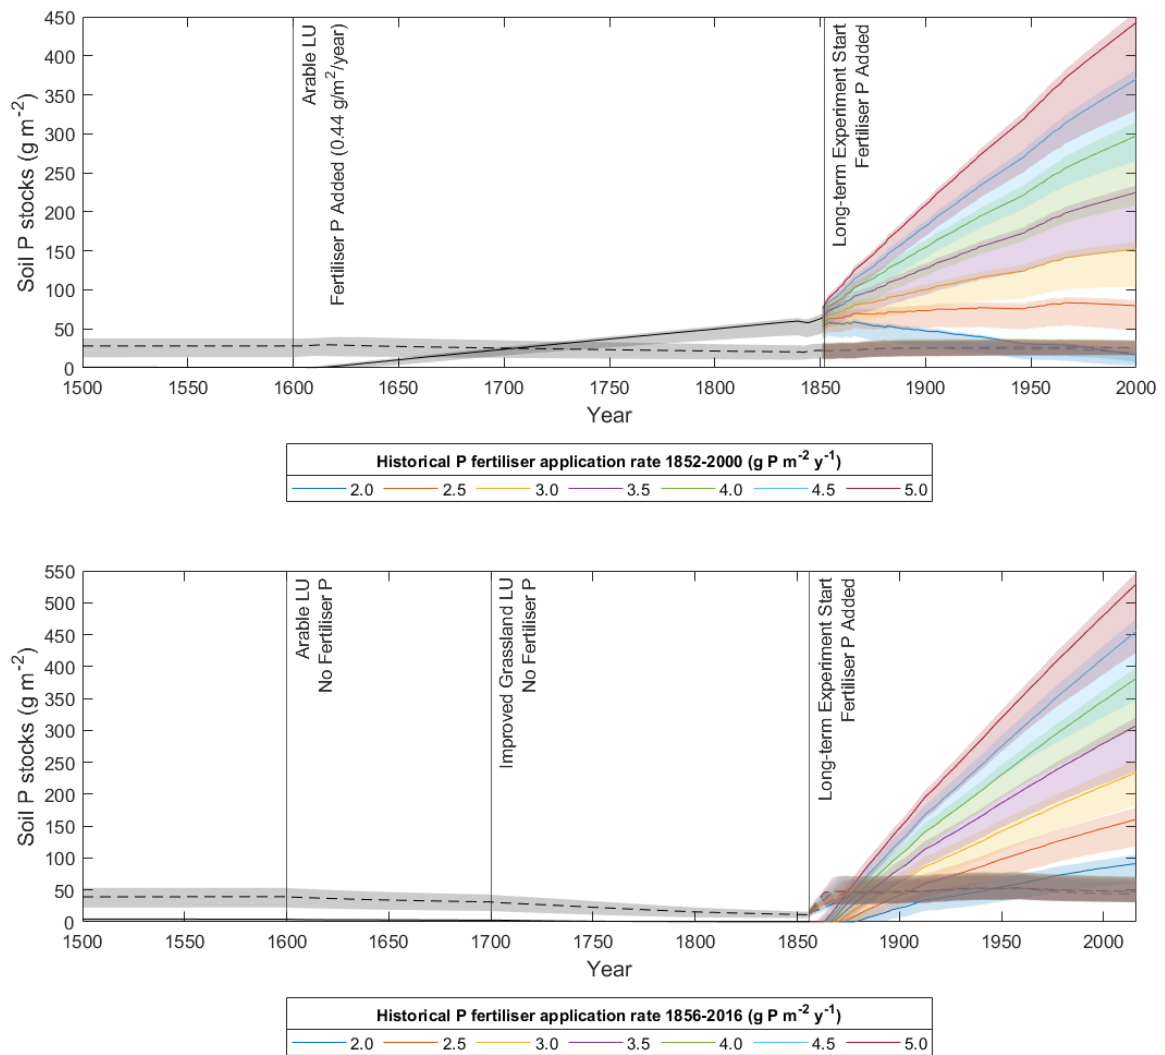 450
400
350
300
250
200
150
100
50
0
Soil P stocks (g m⁻²)
Arable LU
Fertiliser P Added (0.44 g/m²/year)
Long-term Experiment Start
Fertiliser P Added
1500 1550 1600 1650 1700 1750 1800 1850 1900 1950 2000
Year
Historical P fertiliser application rate 1852-2000 (g P m⁻² y⁻¹)
2.0 2.5 3.0 3.5 4.0 4.5 5.0
550
500
450
400
350
300
250
200
150
100
50
0
Soil P stocks (g m⁻²)
Arable LU
No Fertiliser P
Improved Grassland LU
No Fertiliser P
Long-term Experiment Start
Fertiliser P Added
1500 1550 1600 1650 1700 1750 1800 1850 1900 1950 2000
Year
Historical P fertiliser application rate 1856-2016 (g P m⁻² y⁻¹)
2.0 2.5 3.0 3.5 4.0 4.5 5.0